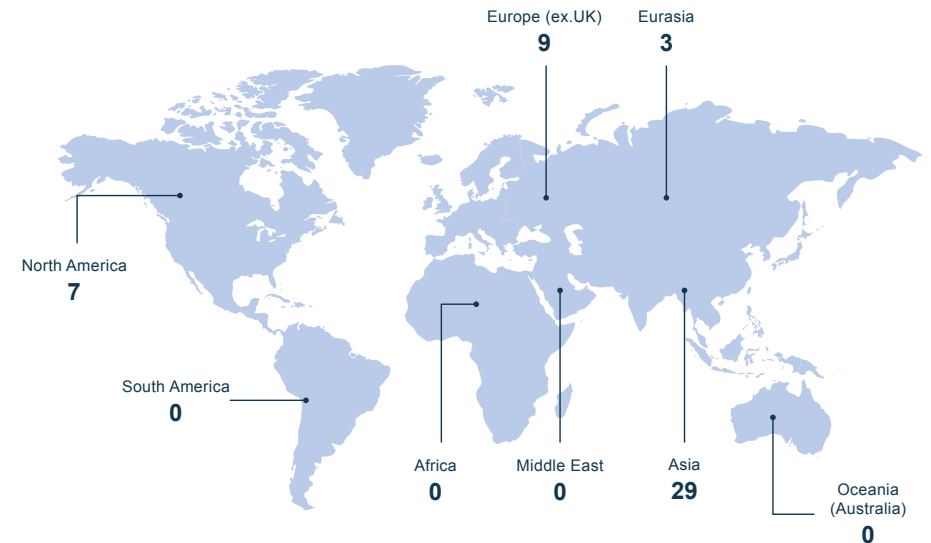 Europe (ex.UK)
9
Eurasia
3
North America
7
South America
0
Africa
0
Middle East
0
Asia
29
Oceania
(Australia)
0